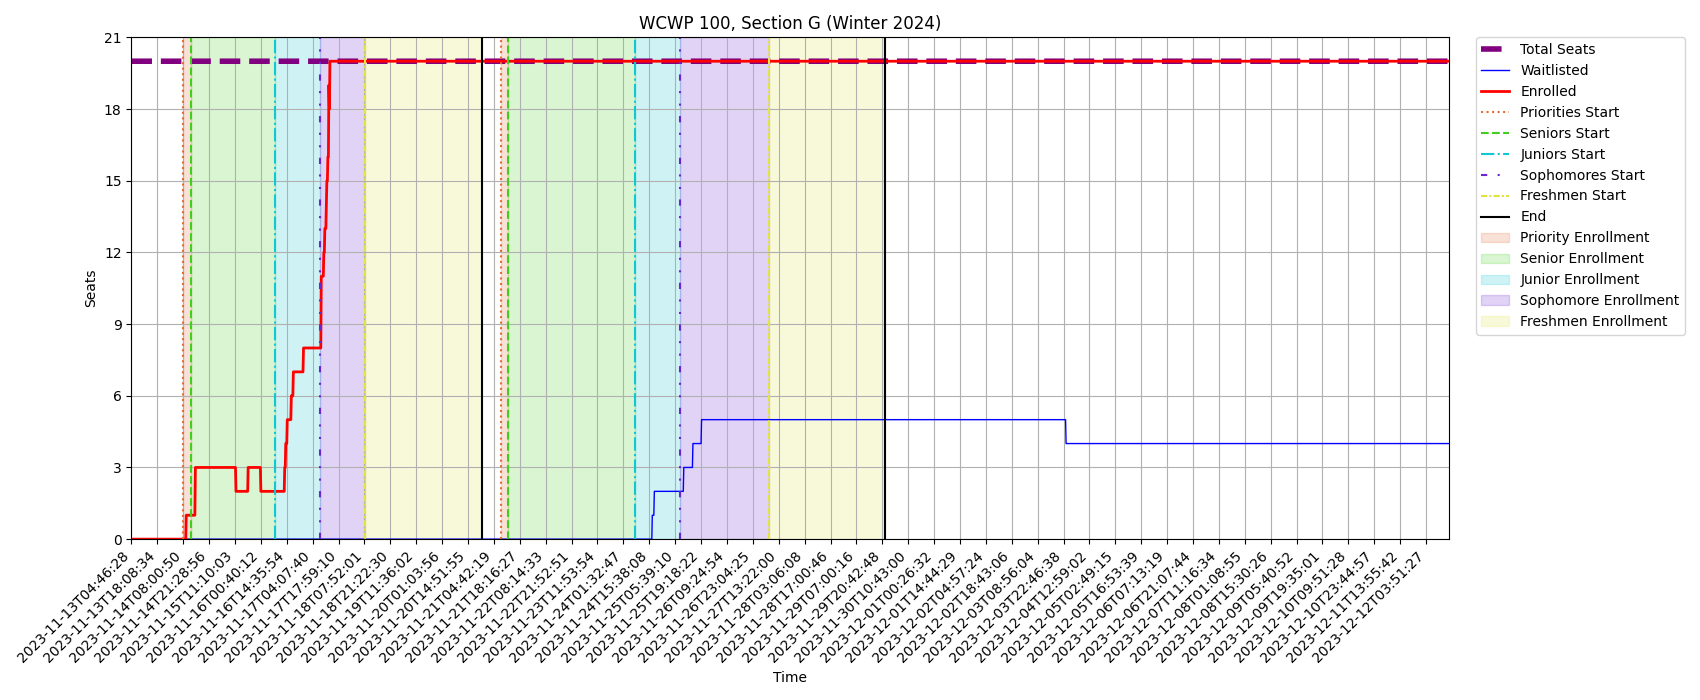 WCWP 100, Section G (Winter 2024)
21
18
15
12
9
6
3
0
Seats
2023-11-13T04:46:28
2023-11-13T18:08:34
2023-11-14T08:00:50
2023-11-14T21:28:56
2023-11-15T11:10:03
2023-11-16T00:40:12
2023-11-16T14:35:54
2023-11-17T04:07:40
2023-11-17T17:59:10
2023-11-18T07:52:01
2023-11-18T21:22:30
2023-11-19T11:36:02
2023-11-20T01:03:56
2023-11-20T14:51:55
2023-11-21T04:42:19
2023-11-21T18:16:27
2023-11-22T08:14:33
2023-11-22T21:52:51
2023-11-23T11:53:54
2023-11-24T01:32:47
2023-11-24T15:38:08
2023-11-25T05:39:10
2023-11-25T19:18:22
2023-11-26T09:24:54
2023-11-26T23:04:25
2023-11-27T13:22:00
2023-11-28T03:06:08
2023-11-28T17:00:46
2023-11-29T07:00:16
2023-11-29T20:42:48
2023-11-30T10:43:00
2023-12-01T00:26:32
2023-12-01T14:44:29
2023-12-02T04:57:24
2023-12-02T18:43:06
2023-12-03T08:56:04
2023-12-03T22:46:38
2023-12-04T12:59:02
2023-12-05T02:49:15
2023-12-05T16:53:39
2023-12-06T07:13:19
2023-12-06T21:07:44
2023-12-07T11:16:34
2023-12-08T01:08:55
2023-12-08T15:30:26
2023-12-09T05:40:52
2023-12-09T19:35:01
2023-12-10T09:51:28
2023-12-10T23:44:57
2023-12-11T13:55:42
2023-12-12T03:51:27
Time
Total Seats
Waitlisted
Enrolled
Priorities Start
Seniors Start
Juniors Start
Sophomores Start
Freshmen Start
End
Priority Enrollment
Senior Enrollment
Junior Enrollment
Sophomore Enrollment
Freshmen Enrollment